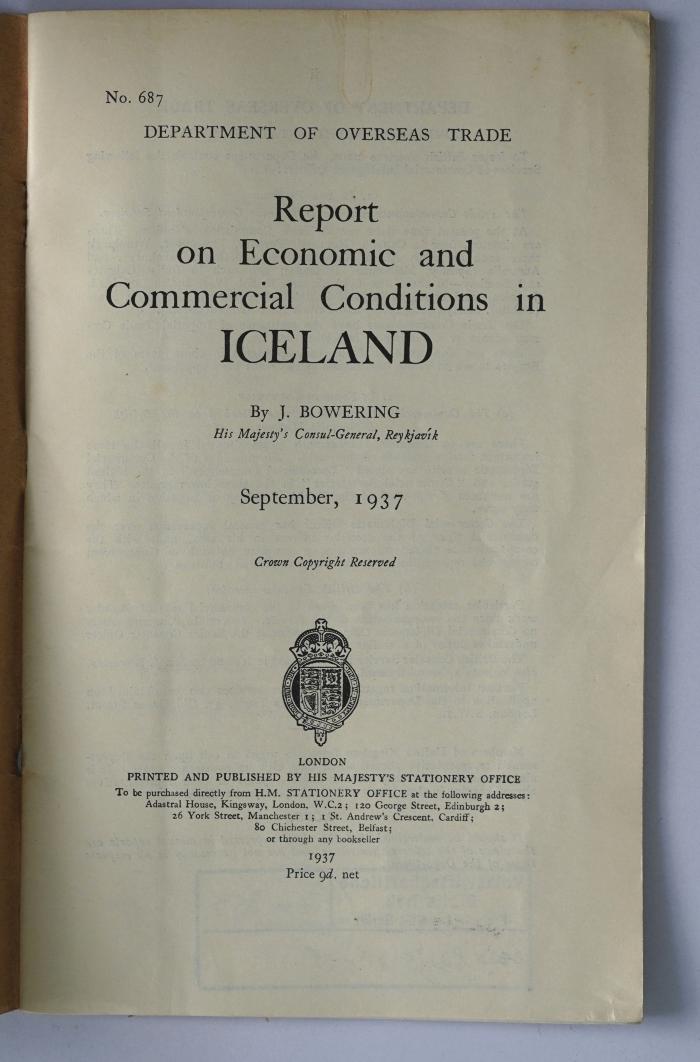 No. 687
DEPARTMENT OF OVERSEAS TRADE
Report
on Economic and
Commercial Conditions in
ICELAND
By J. BOWERING
His Majesty's Consul-General, Reykjavík
September, 1937
Crown Copyright Reserved
LONDON
PRINTED AND PUBLISHED BY HIS MAJESTY'S STATIONERY OFFICE
To be purchased directly from H.M. STATIONERY OFFICE at the following addresses:
Adastral House, Kingsway, London, W.C.2; 120 George Street, Edinburgh 2;
26 York Street, Manchester 1; 1 St. Andrew's Crescent, Cardiff;
80 Chichester Street, Belfast;
or through any bookseller
1937
Price 9d. net